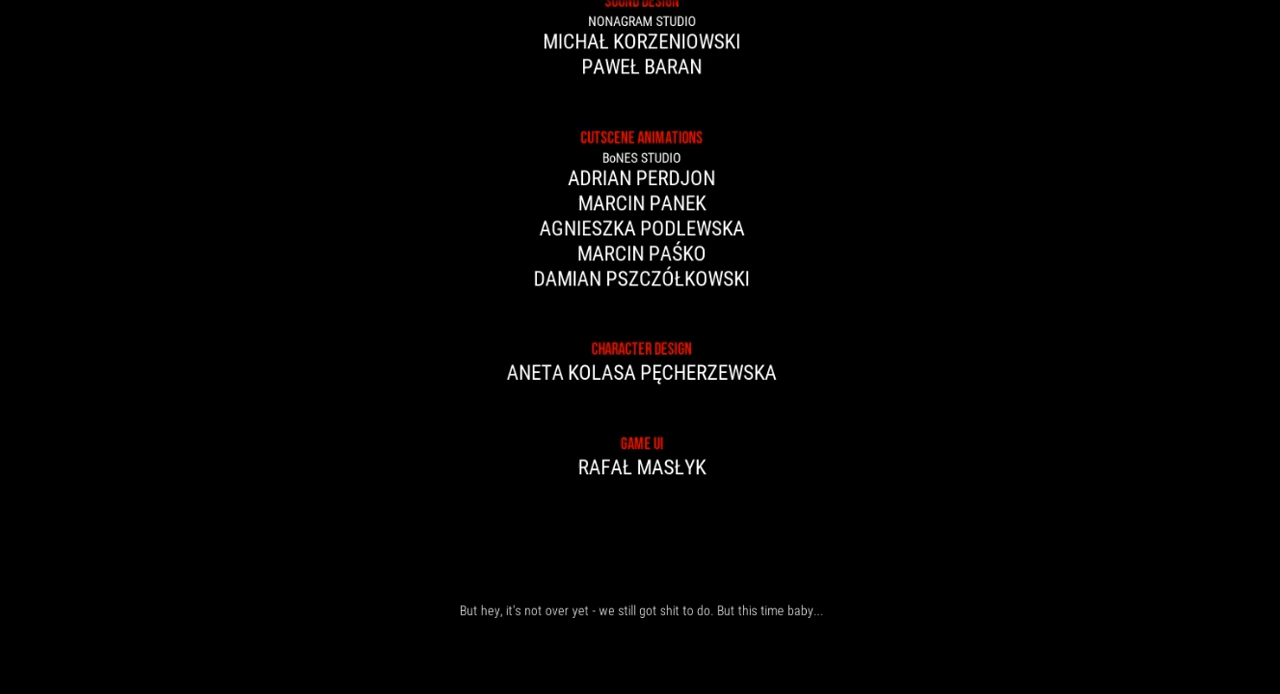 SOUND DESIGN
NONAGRAM STUDIO
MICHAŁ KORZENIOWSKI
PAWEŁ BARAN
CUTSCENE ANIMATIONS
BoNES STUDIO
ADRIAN PERDJON
MARCIN PANEK
AGNIESZKA PODLEWSKA
MARCIN PAŚKO
DAMIAN PSZCZÓŁKOWSKI
CHARACTER DESIGN
ANETA KOLASA PĘCHERZEWSKA
GAME UI
RAFAŁ MASŁYK
But hey, it's not over yet - we still got shit to do. But this time baby...